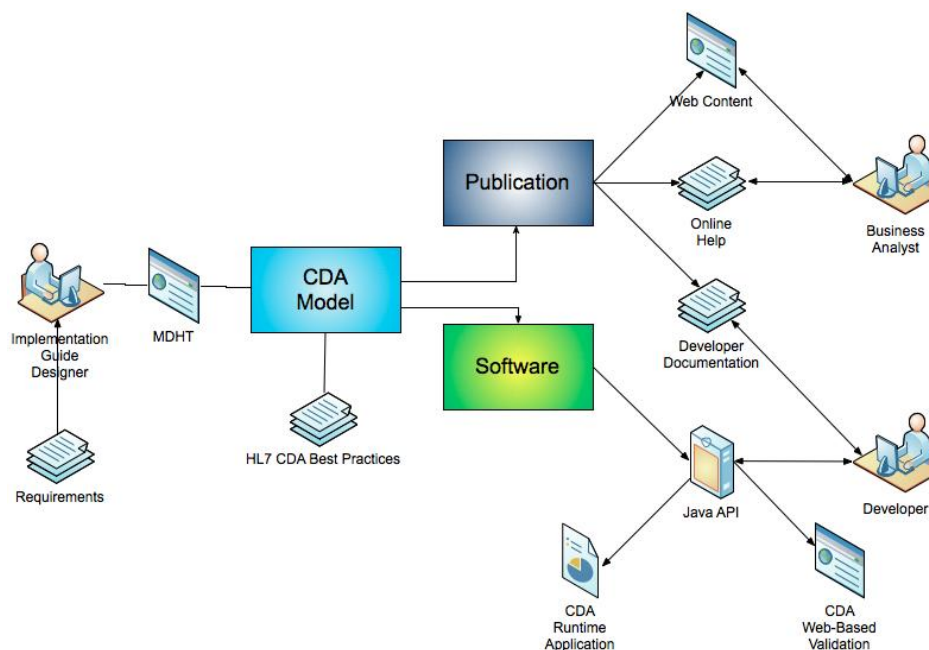 Web Content
Publication
Online
Help
Business
Analyst
CDA
Model
MDHT
Implementation
Guide
Designer
Developer
Documentation
Software
HL7 CDA Best Practices
Requirements
Java API
Developer
CDA
Runtime
Application
CDA
Web-Based
Validation